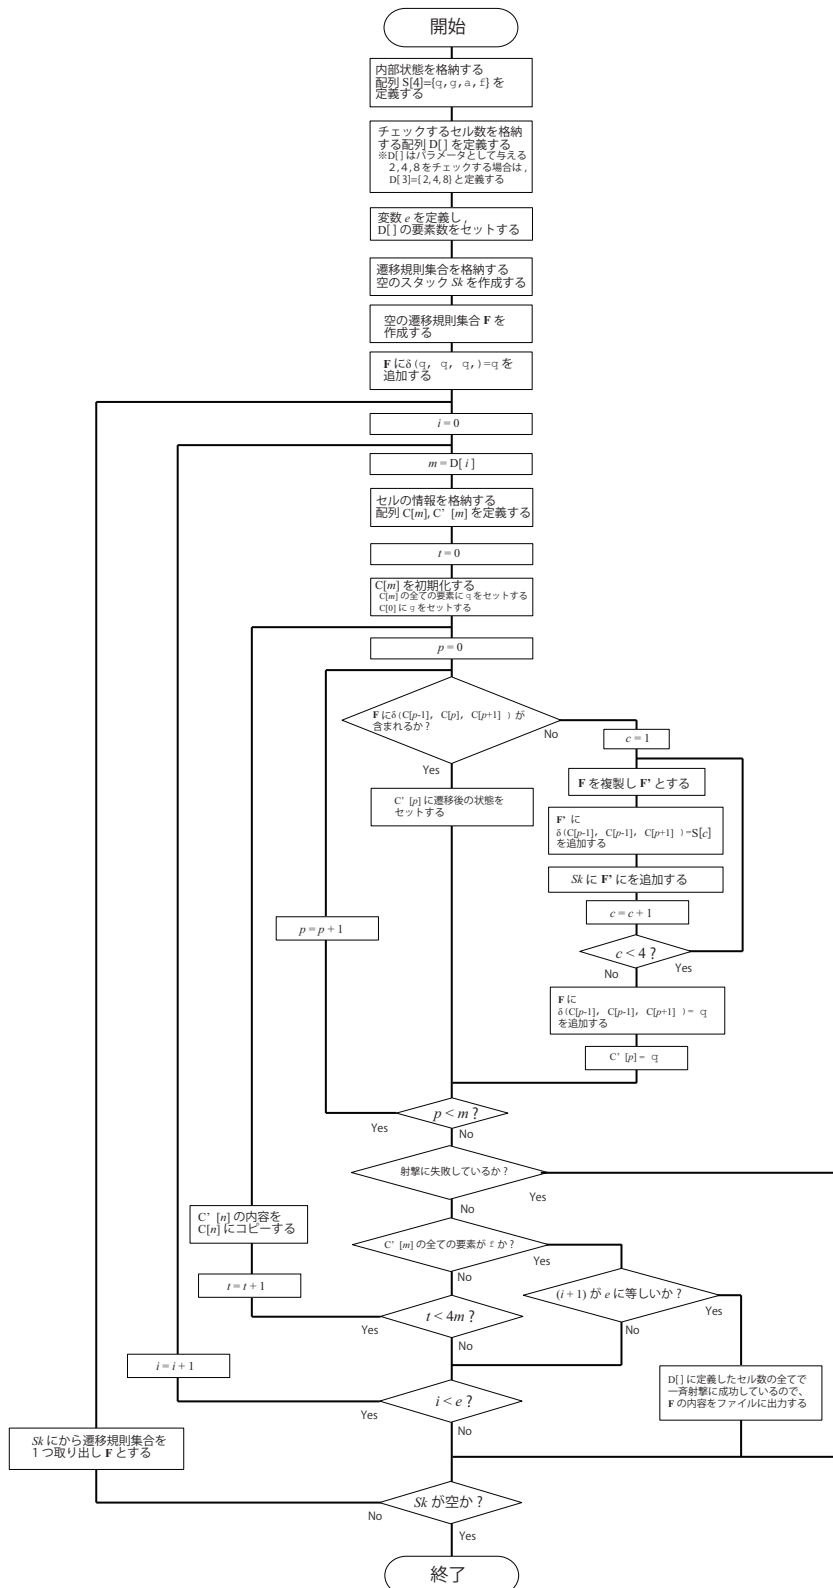 開始
内部状態を格納する
配列 S[4]={q,g,a,f} を
定義する
チェックするセル数を格納
する配列 D[ ] を定義する
※D[ ] はパラメータとして与える
2, 4, 8 をチェックする場合は,
D[ 3]={ 2, 4, 8} と定義する
変数 e を定義し,
D[ ] の要素数をセットする
遷移規則集合を格納する
空のスタック Sk を作成する
空の遷移規則集合 F を
作成する
F にδ(q, q, q,)=q を
追加する
i = 0
m = D[ i ]
セルの情報を格納する
配列 C[m], C' [m] を定義する
t = 0
C[m] を初期化する
C[m] の全ての要素に q をセットする
C[0] に g をセットする
p = 0
F にδ(C[p-1], C[p], C[p+1] ) が
含まれるか？
No
Yes
c = 1
F を複製し F' とする
C' [p] に遷移後の状態を
セットする
F' に
δ(C[p-1], C[p-1], C[p+1] )=S[c]
を追加する
Sk に F' にを追加する
c = c + 1
p = p + 1
c < 4 ?
No
Yes
F に
δ(C[p-1], C[p-1], C[p+1] )= q
を追加する
C' [p] = q
p < m ?
Yes
No
射撃に失敗しているか？
Yes
No
C' [n] の内容を
C[n] にコピーする
C' [m] の全ての要素が f か？
Yes
No
t = t + 1
(i + 1) が e に等しいか？
Yes
No
t < 4m ?
Yes
No
i = i + 1
D[ ] に定義したセル数の全てで
一斉射撃に成功しているので、
F の内容をファイルに出力する
i < e ?
Yes
No
Sk にから遷移規則集合を
1 つ取り出し F とする
Sk が空か？
No
Yes
終了